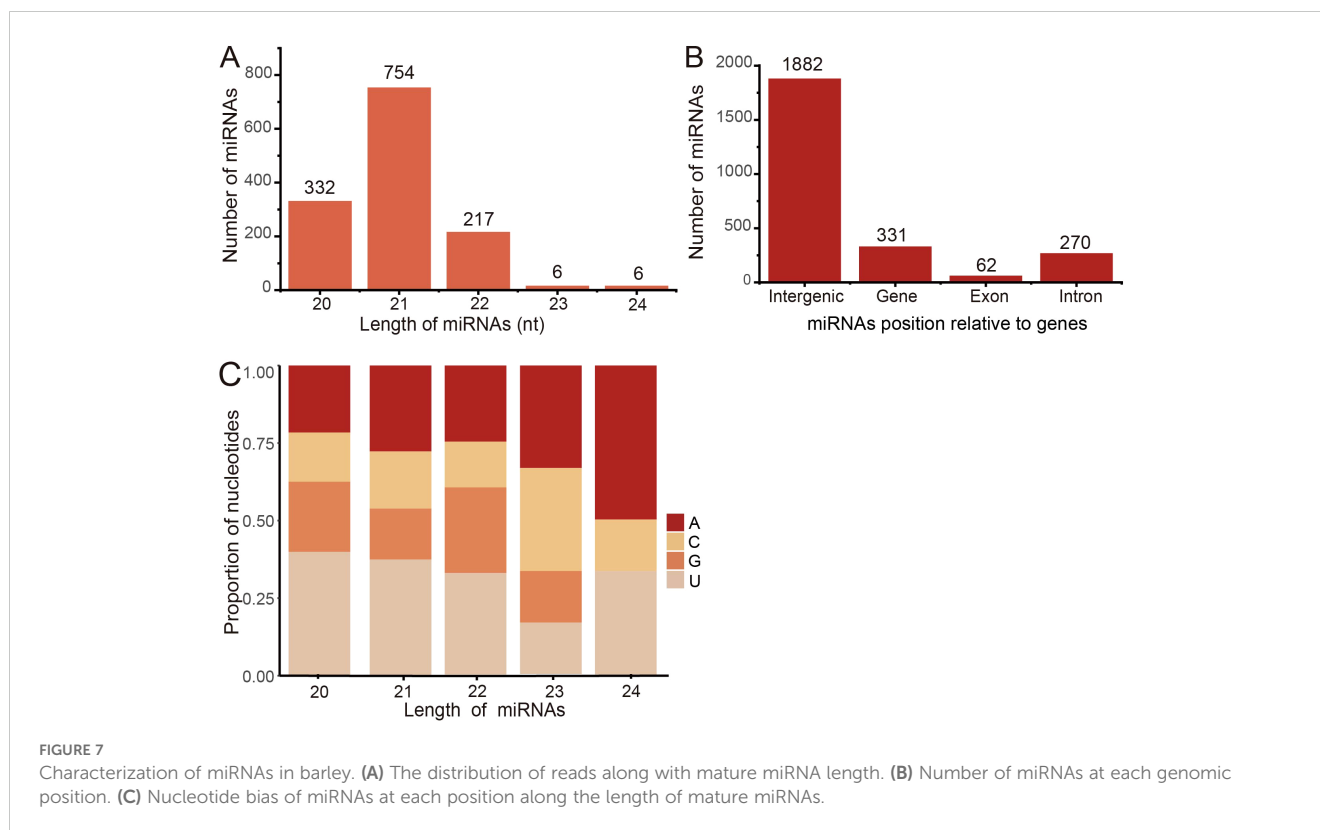 A
Number of miRNAs
800
600
400
200
0
332
754
217
6
6
20 21 22 23 24
Length of miRNAs (nt)
B
Number of miRNAs
2000
1500
1000
500
0
1882
331
62
270
Intergenic Gene Exon Intron
miRNAs position relative to genes
C
Proportion of nucleotides
1.00
0.75
0.50
0.25
0.00
20 21 22 23 24
Length of miRNAs
A
C
G
U
FIGURE 7
Characterization of miRNAs in barley. (A) The distribution of reads along with mature miRNA length. (B) Number of miRNAs at each genomic
position. (C) Nucleotide bias of miRNAs at each position along the length of mature miRNAs.